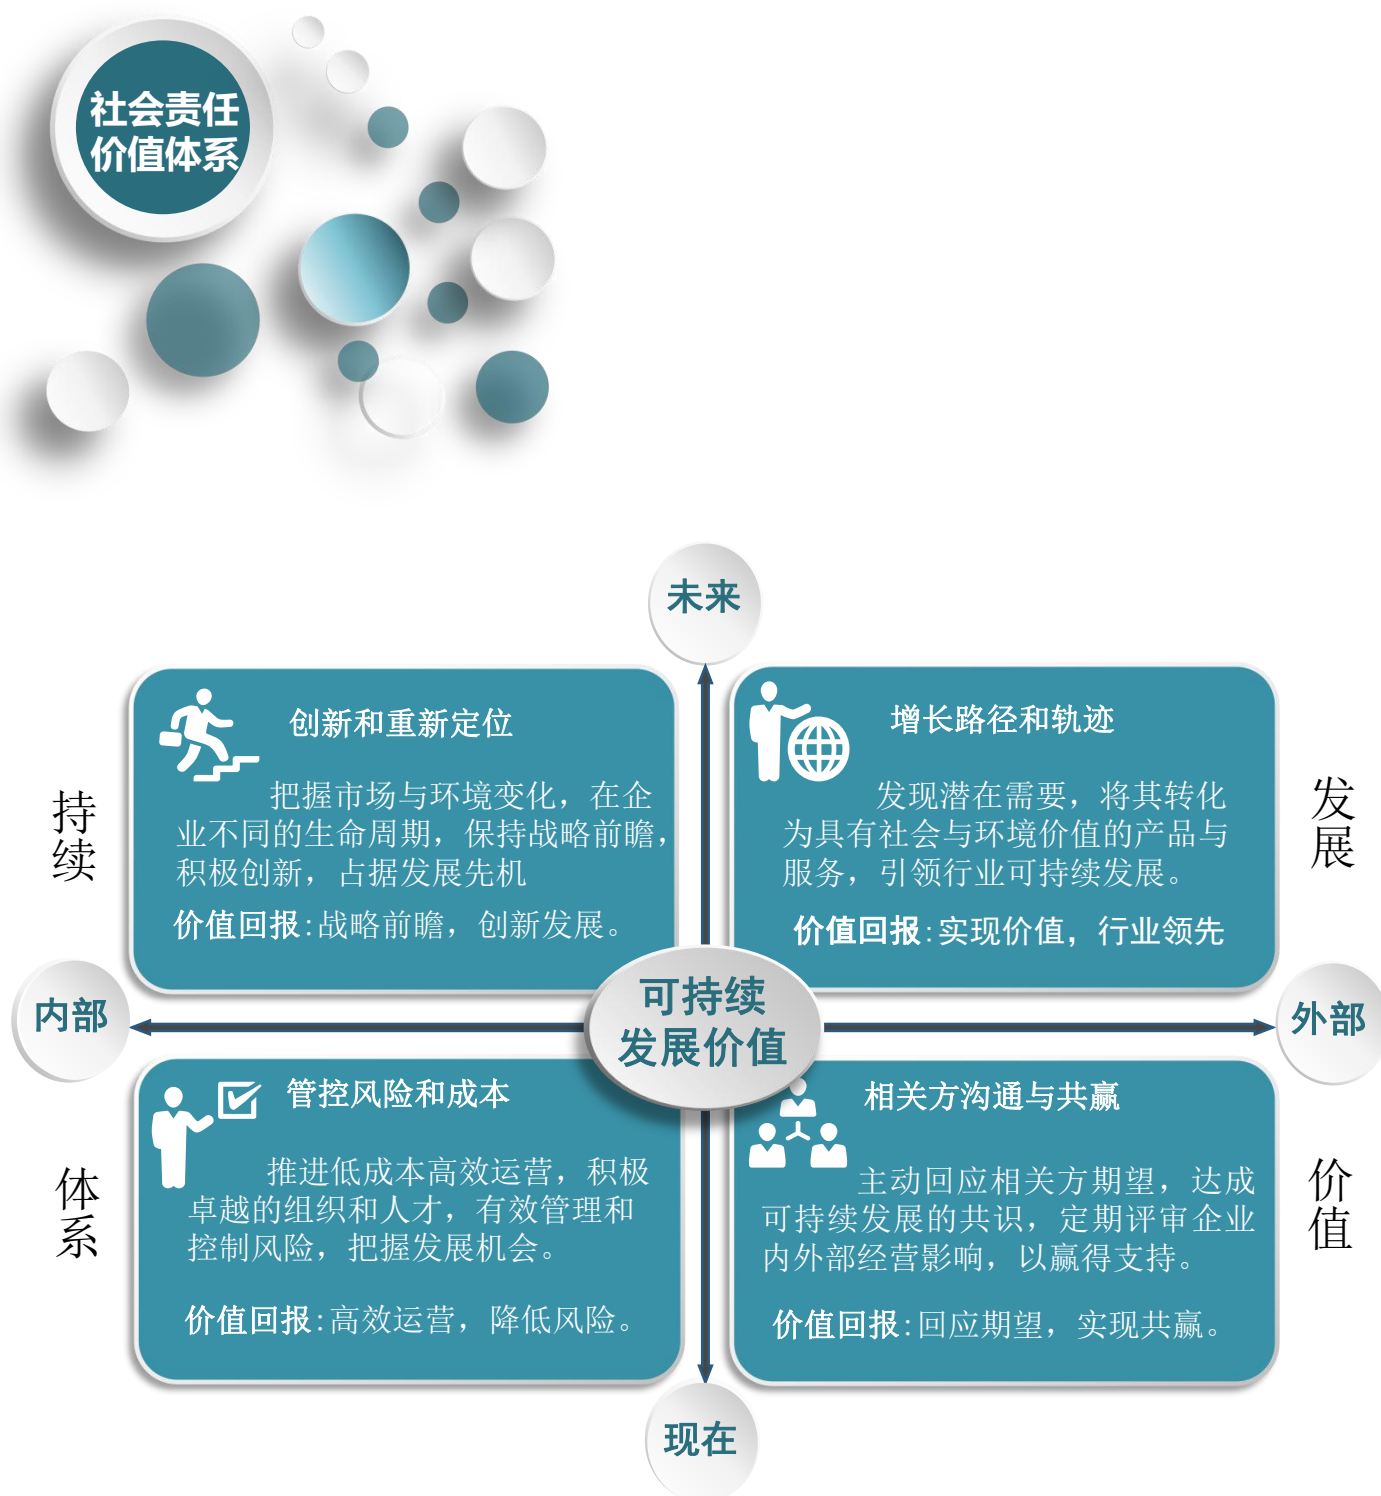 社会责任
价值体系
未来
创新和重新定位
把握市场与环境变化，在企
业不同的生命周期，保持战略前瞻，
积极创新，占据发展先机
价值回报:战略前瞻，创新发展。
增长路径和轨迹
发现潜在需要，将其转化
为具有社会与环境价值的产品与
服务，引领行业可持续发展。
价值回报:实现价值，行业领先
持
续
发
展
内部
可持续
发展价值
外部
管控风险和成本
推进低成本高效运营，积极
卓越的组织和人才，有效管理和
控制风险，把握发展机会。
价值回报:高效运营，降低风险。
相关方沟通与共赢
主动回应相关方期望，达成
可持续发展的共识，定期评审企业
内外部经营影响，以赢得支持。
价值回报:回应期望，实现共赢。
体
系
价
值
现在